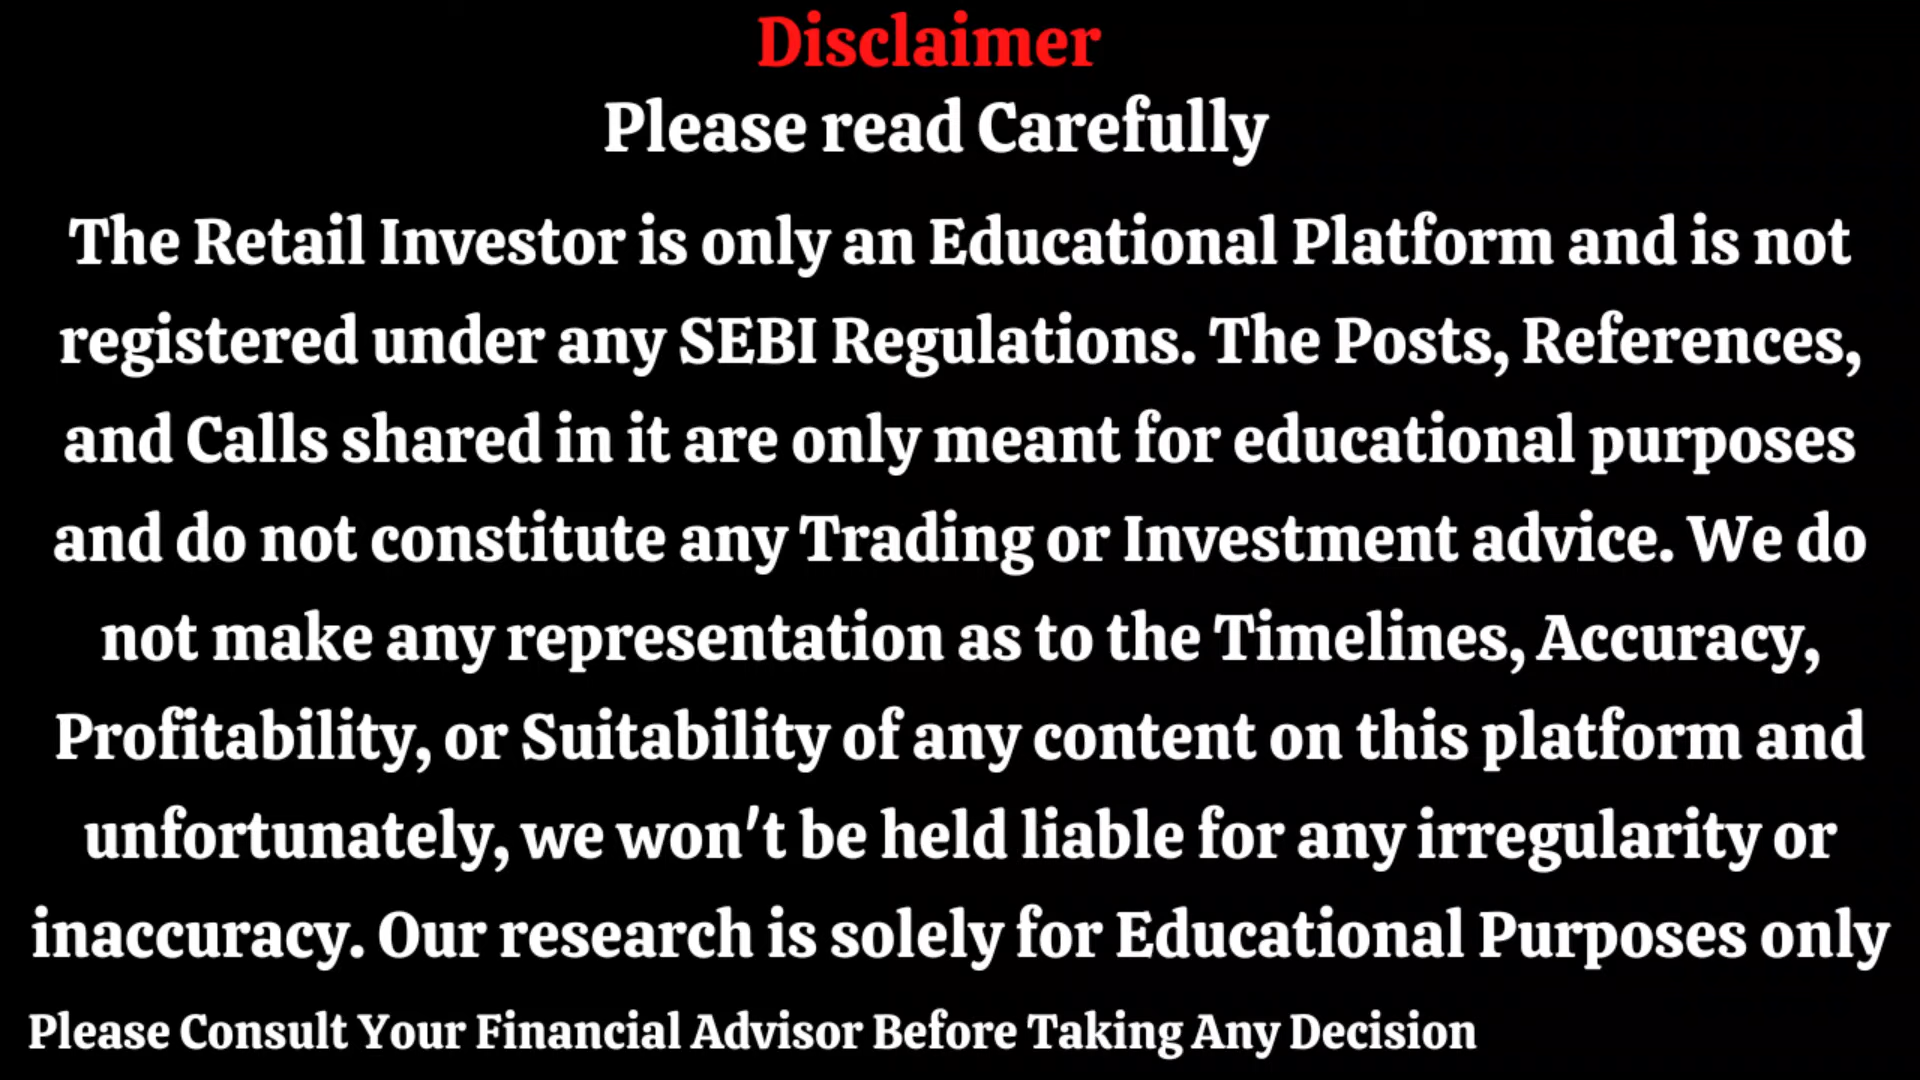 Disclaimer
Please read Carefully
The Retail Investor is only an Educational Platform and is not
registered under any SEBI Regulations. The Posts, References,
and Calls shared in it are only meant for educational purposes
and do not constitute any Trading or Investment advice. We do
not make any representation as to the Timelines, Accuracy,
Profitability, or Suitability of any content on this platform and
unfortunately, we won't be held liable for any irregularity or
inaccuracy. Our research is solely for Educational Purposes only
Please Consult Your Financial Advisor Before Taking Any Decision